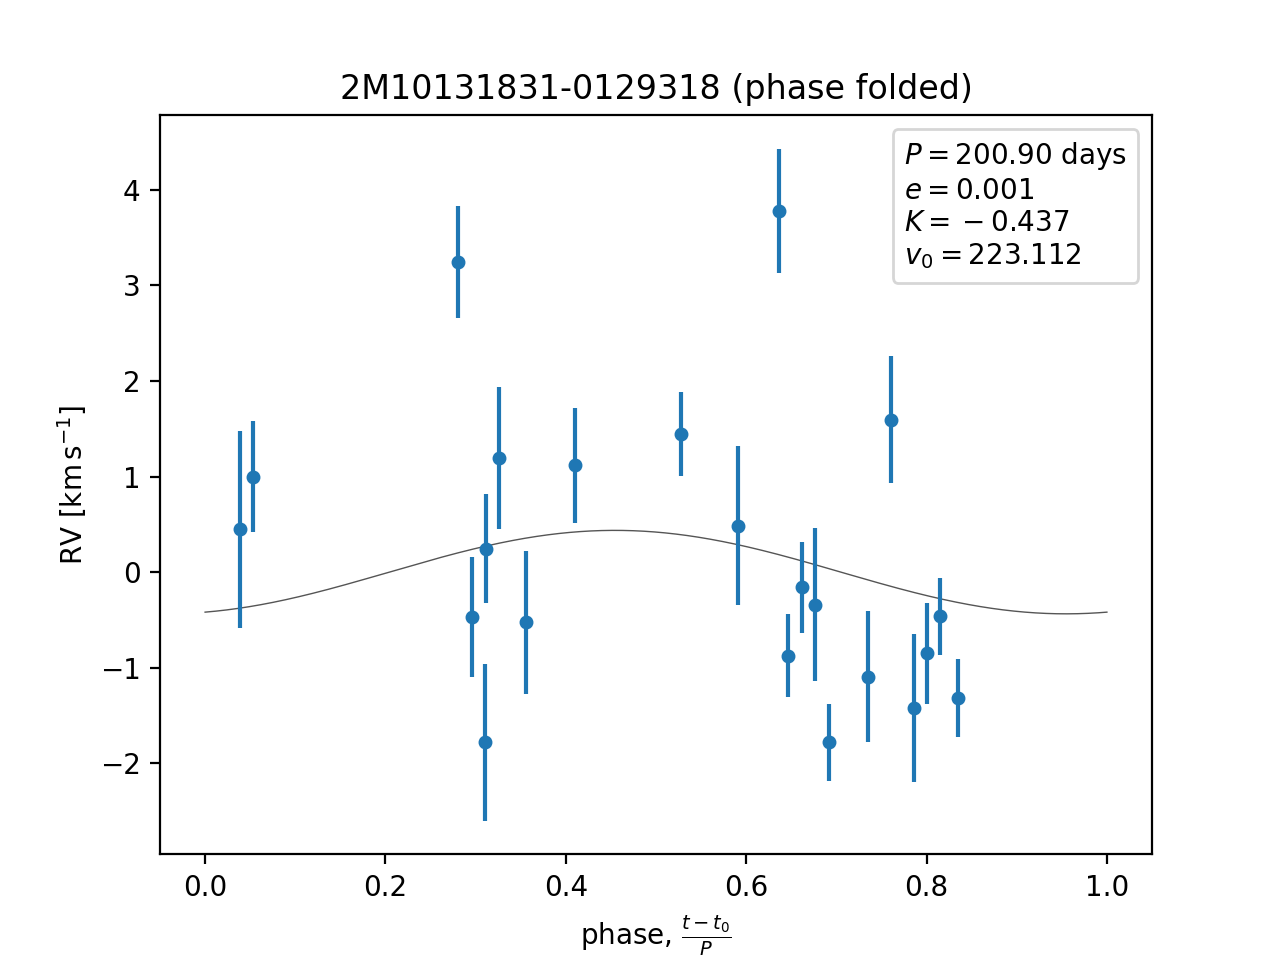 2M10131831-0129318 (phase folded)
P = 200.90 days
e = 0.001
K = −0.437
v₀ = 223.112
RV [km s⁻¹]
4
3
2
1
0
−1
−2
0.0 0.2 0.4 0.6 0.8 1.0
phase, (t − t₀)/P